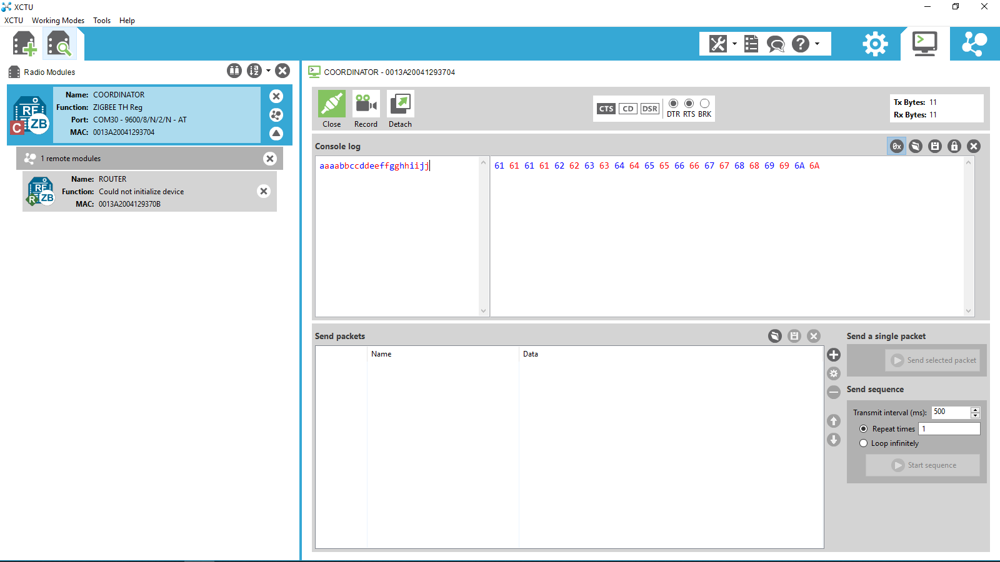 XCTU
XCTU Working Modes Tools Help
Radio Modules
Name: COORDINATOR
Function: ZIGBEE TH Reg
Port: COM30 - 9600/8/N/2/N - AT
MAC: 0013A20041293704
RF
C ZB
1 remote modules
Name: ROUTER
Function: Could not initialize device
MAC: 0013A2004129370B
RF
R ZB
COORDINATOR - 0013A20041293704
Close Record Detach
CTS CD DSR DTR RTS BRK
Tx Bytes: 11
Rx Bytes: 11
Console log
0x
aaaabbccddeeffgghhiijj
61 61 61 61 62 62 63 63 64 64 65 65 66 66 67 67 68 68 69 69 6A 6A
Send packets
Name Data
Send a single packet
Send selected packet
Send sequence
Transmit interval (ms): 500
Repeat times 1
Loop infinitely
Start sequence